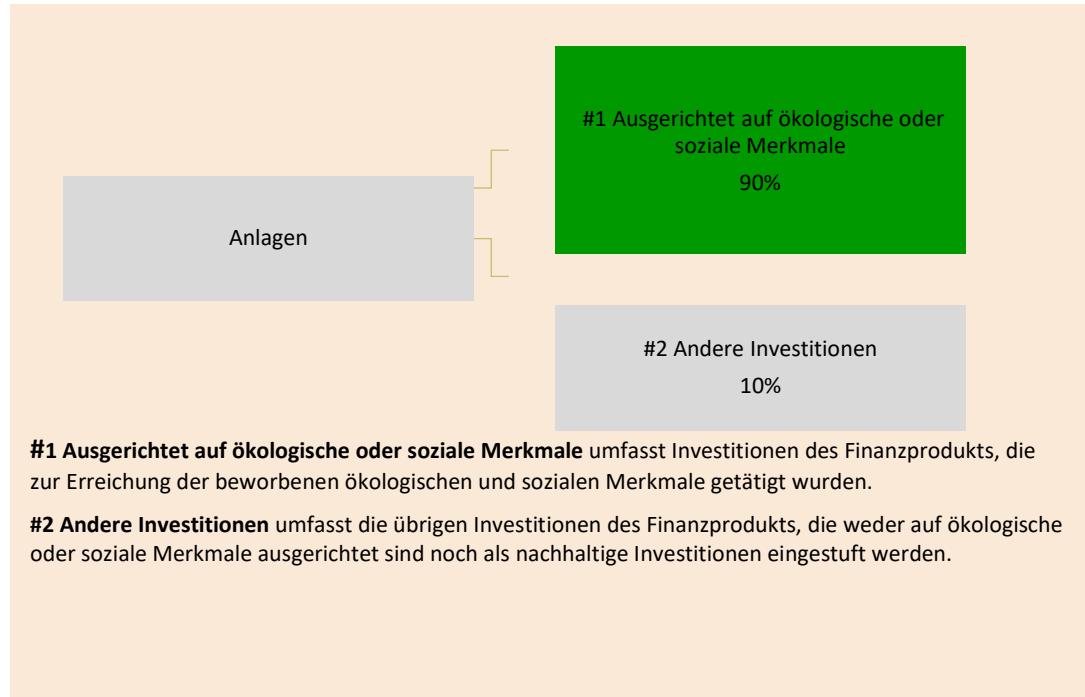 #1 Ausgerichtet auf ökologische oder
soziale Merkmale
90%
Anlagen
#2 Andere Investitionen
10%
#1 Ausgerichtet auf ökologische oder soziale Merkmale umfasst Investitionen des Finanzprodukts, die
zur Erreichung der beworbenen ökologischen und sozialen Merkmale getätigt wurden.
#2 Andere Investitionen umfasst die übrigen Investitionen des Finanzprodukts, die weder auf ökologische
oder soziale Merkmale ausgerichtet sind noch als nachhaltige Investitionen eingestuft werden.